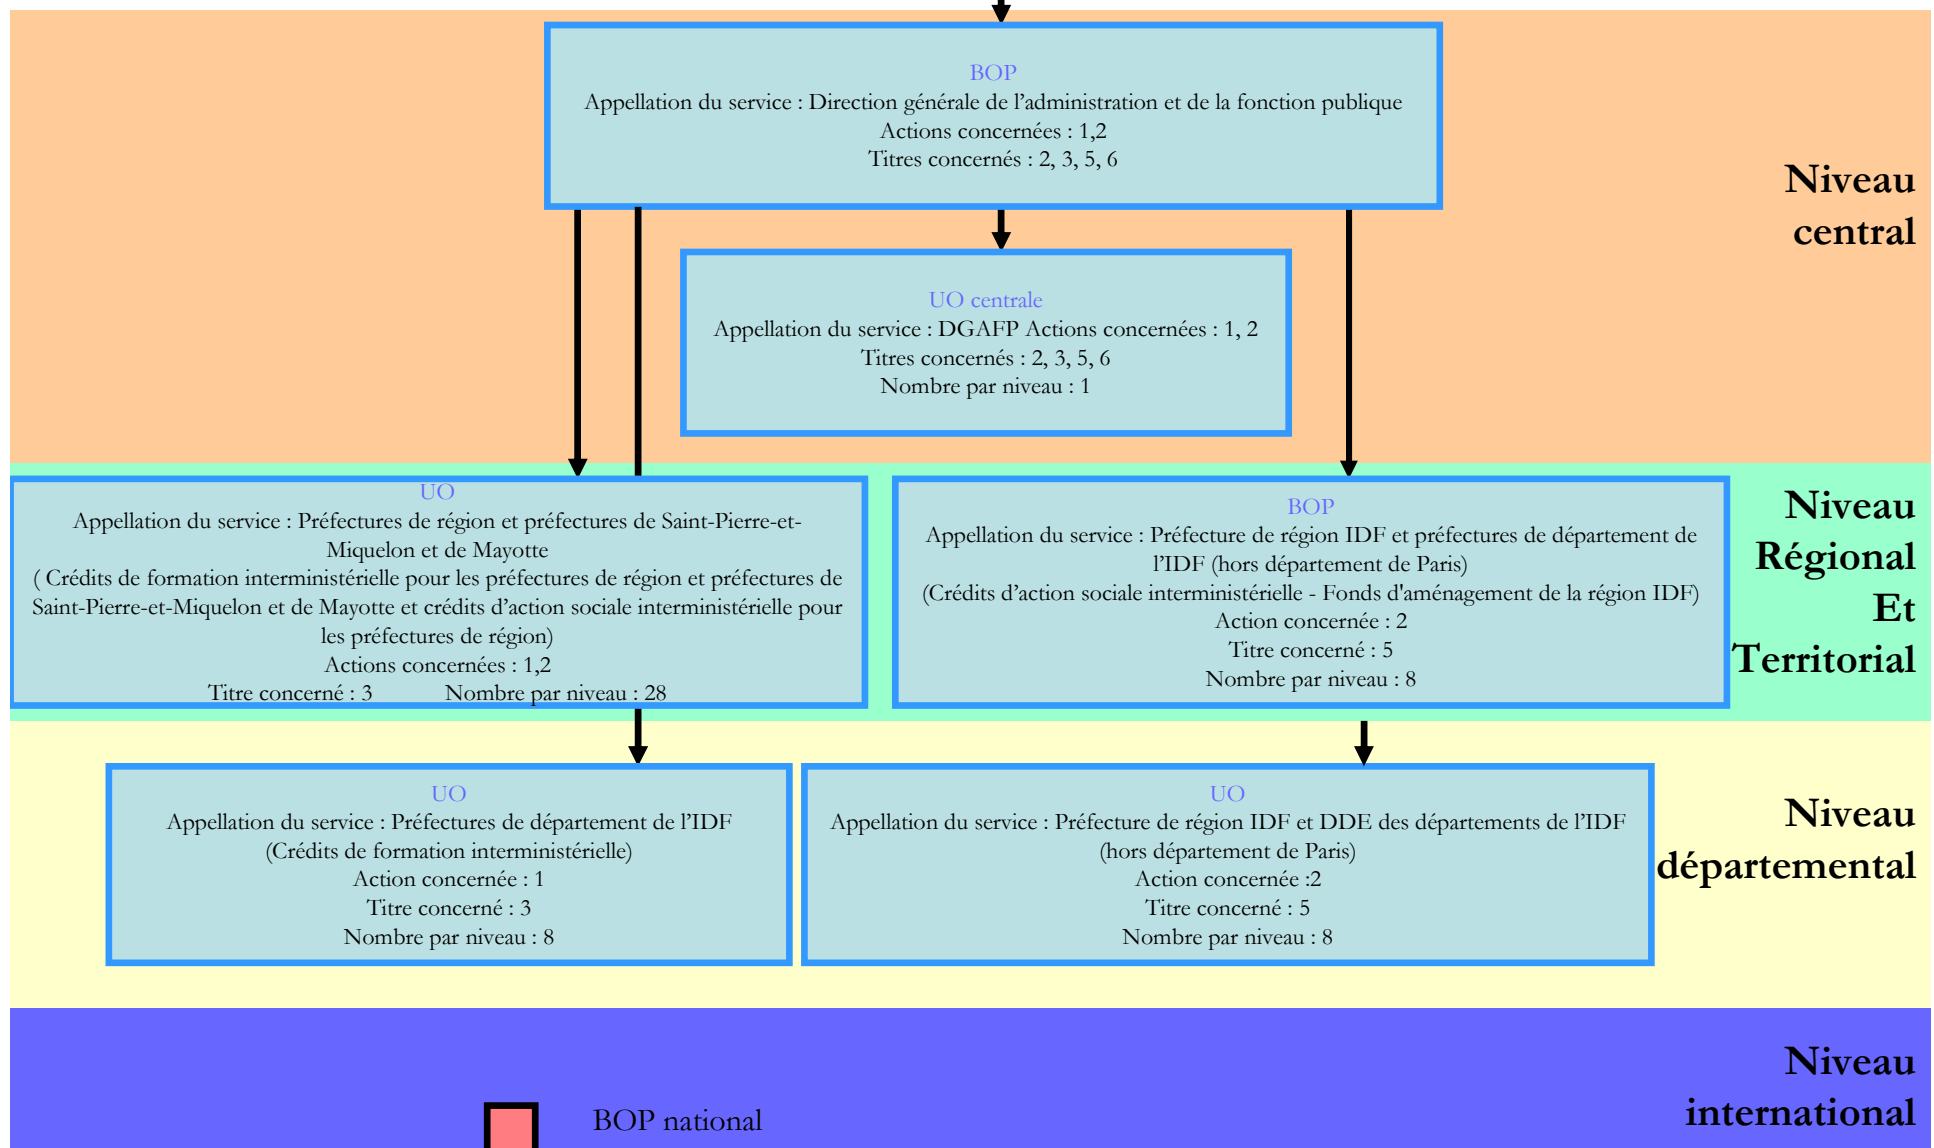 BOP
Appellation du service : Direction générale de l’administration et de la fonction publique
Actions concernées : 1,2
Titres concernés : 2, 3, 5, 6
Niveau
central
UO centrale
Appellation du service : DGAFP Actions concernées : 1, 2
Titres concernés : 2, 3, 5, 6
Nombre par niveau : 1
UO
Appellation du service : Préfectures de région et préfectures de Saint-Pierre-et-
Miquelon et de Mayotte
( Crédits de formation interministérielle pour les préfectures de région et préfectures de
Saint-Pierre-et-Miquelon et de Mayotte et crédits d’action sociale interministérielle pour
les préfectures de région)
Actions concernées : 1,2
Titre concerné : 3 Nombre par niveau : 28
BOP
Appellation du service : Préfecture de région IDF et préfectures de département de
l’IDF (hors département de Paris)
(Crédits d’action sociale interministérielle - Fonds d'aménagement de la région IDF)
Action concernée : 2
Titre concerné : 5
Nombre par niveau : 8
Niveau
Régional
Et
Territorial
UO
Appellation du service : Préfectures de département de l’IDF
(Crédits de formation interministérielle)
Action concernée : 1
Titre concerné : 3
Nombre par niveau : 8
UO
Appellation du service : Préfecture de région IDF et DDE des départements de l’IDF
(hors département de Paris)
Action concernée :2
Titre concerné : 5
Nombre par niveau : 8
Niveau
départemental
Niveau
international
BOP national